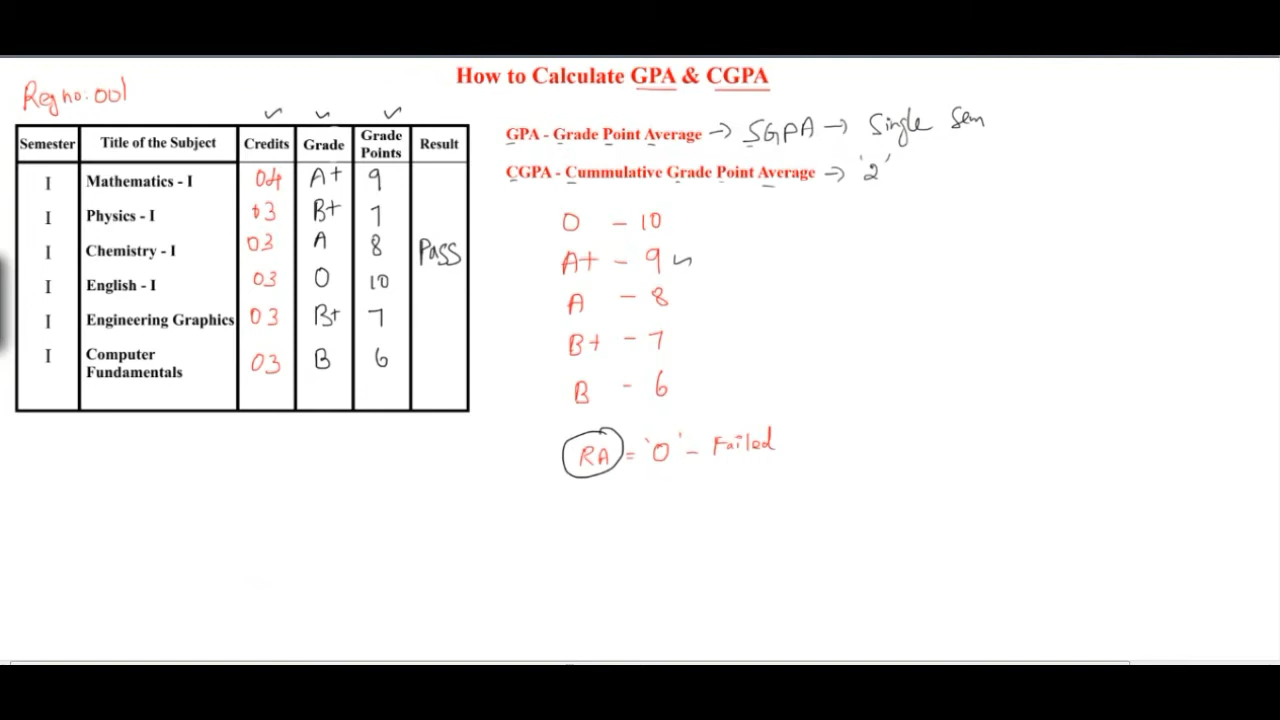 How to Calculate GPA & CGPA
Reg no: 001
GPA - Grade Point Average → SGPA → Single Sem
CGPA - Cummulative Grade Point Average → '2'
Semester Title of the Subject Credits Grade Grade Points Result
I Mathematics - I 04 A+ 9
I Physics - I 03 B+ 7
I Chemistry - I 03 A 8 Pass
I English - I 03 O 10
I Engineering Graphics 03 B+ 7
I Computer Fundamentals 03 B 6
O - 10
A+ - 9
A - 8
B+ - 7
B - 6
RA = '0' - Failed